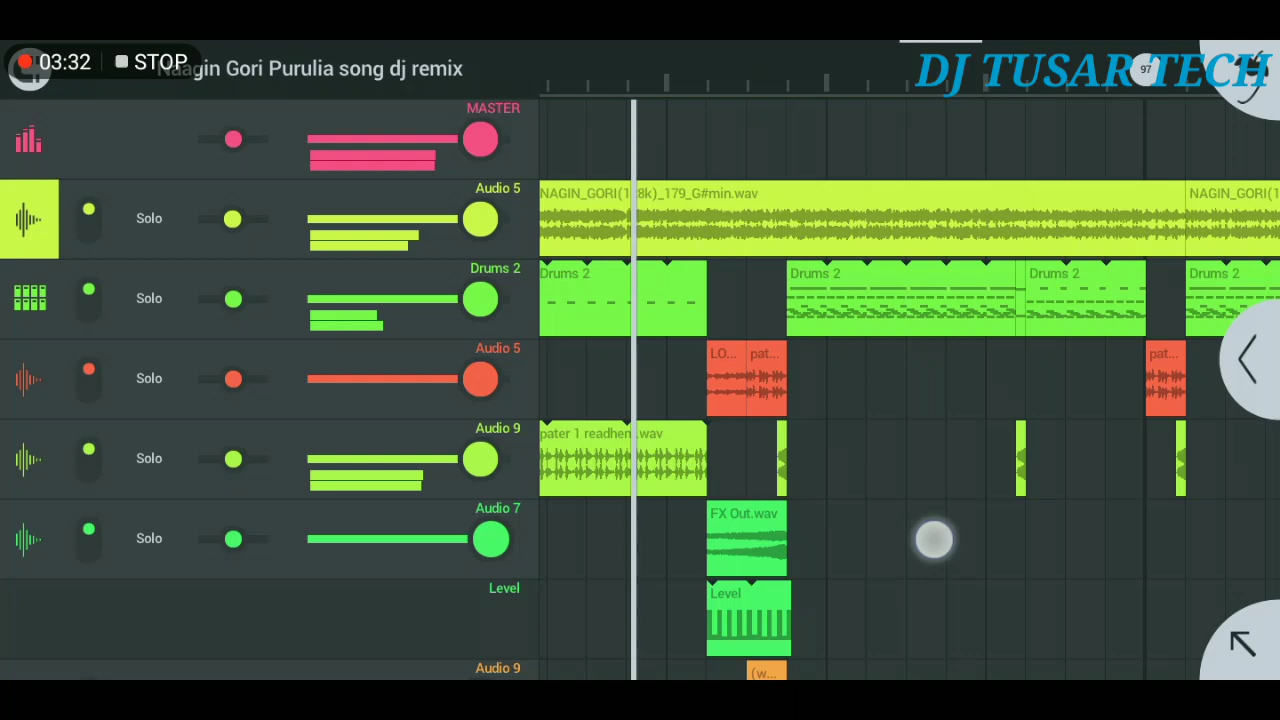 03:32 STOP
Naagin Gori Purulia song dj remix
97
DJ TUSAR TECH
MASTER
Audio 5
Solo
NAGIN_GORI(128k)_179_G#min.wav
NAGIN_GORI(1
Drums 2
Solo
Drums 2
Drums 2
Drums 2
Drums 2
Audio 5
Solo
LO...
pat...
pat...
Audio 9
Solo
pater 1 readhem.wav
Audio 7
Solo
FX Out.wav
Level
Level
Audio 9
(w...